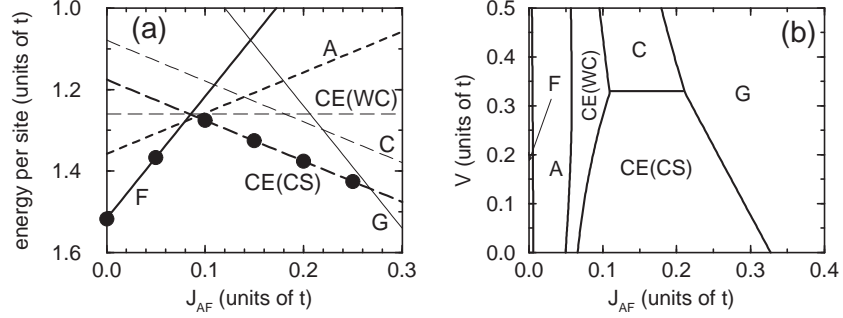 (a)
1.0
1.2
1.4
1.6
energy per site (units of t)
A
CE(WC)
C
CE(CS)
F
G
0.0 0.1 0.2 0.3
J_AF (units of t)
(b)
0.5
0.4
0.3
0.2
0.1
0.0
V (units of t)
F
A
CE(WC)
C
G
CE(CS)
0.0 0.1 0.2 0.3 0.4
J_AF (units of t)